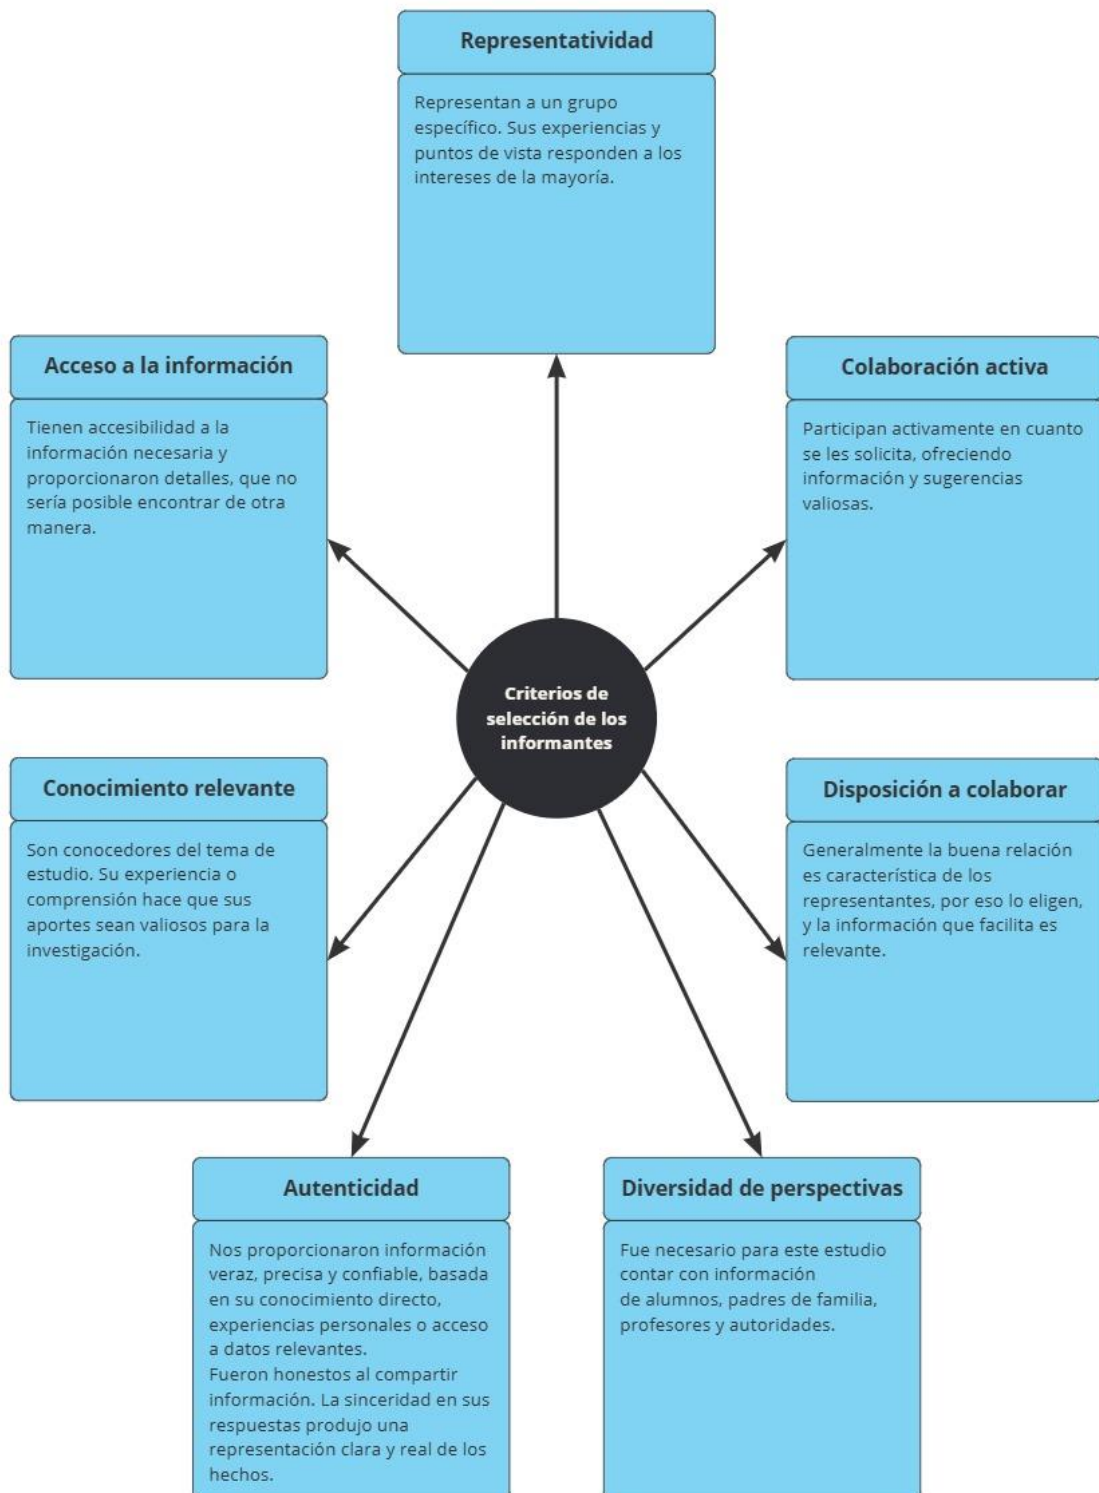 Representatividad
Representan a un grupo
específico. Sus experiencias y
puntos de vista responden a los
intereses de la mayoría.
Acceso a la información
Tienen accesibilidad a la
información necesaria y
proporcionaron detalles, que no
sería posible encontrar de otra
manera.
Colaboración activa
Participan activamente en cuanto
se les solicita, ofreciendo
información y sugerencias
valiosas.
Criterios de
selección de los
informantes
Conocimiento relevante
Son conocedores del tema de
estudio. Su experiencia o
comprensión hace que sus
aportes sean valiosos para la
investigación.
Disposición a colaborar
Generalmente la buena relación
es característica de los
representantes, por eso lo eligen,
y la información que facilita es
relevante.
Autenticidad
Nos proporcionaron información
veraz, precisa y confiable, basada
en su conocimiento directo,
experiencias personales o acceso
a datos relevantes.
Fueron honestos al compartir
información. La sinceridad en sus
respuestas produjo una
representación clara y real de los
hechos.
Diversidad de perspectivas
Fue necesario para este estudio
contar con información
de alumnos, padres de familia,
profesores y autoridades.